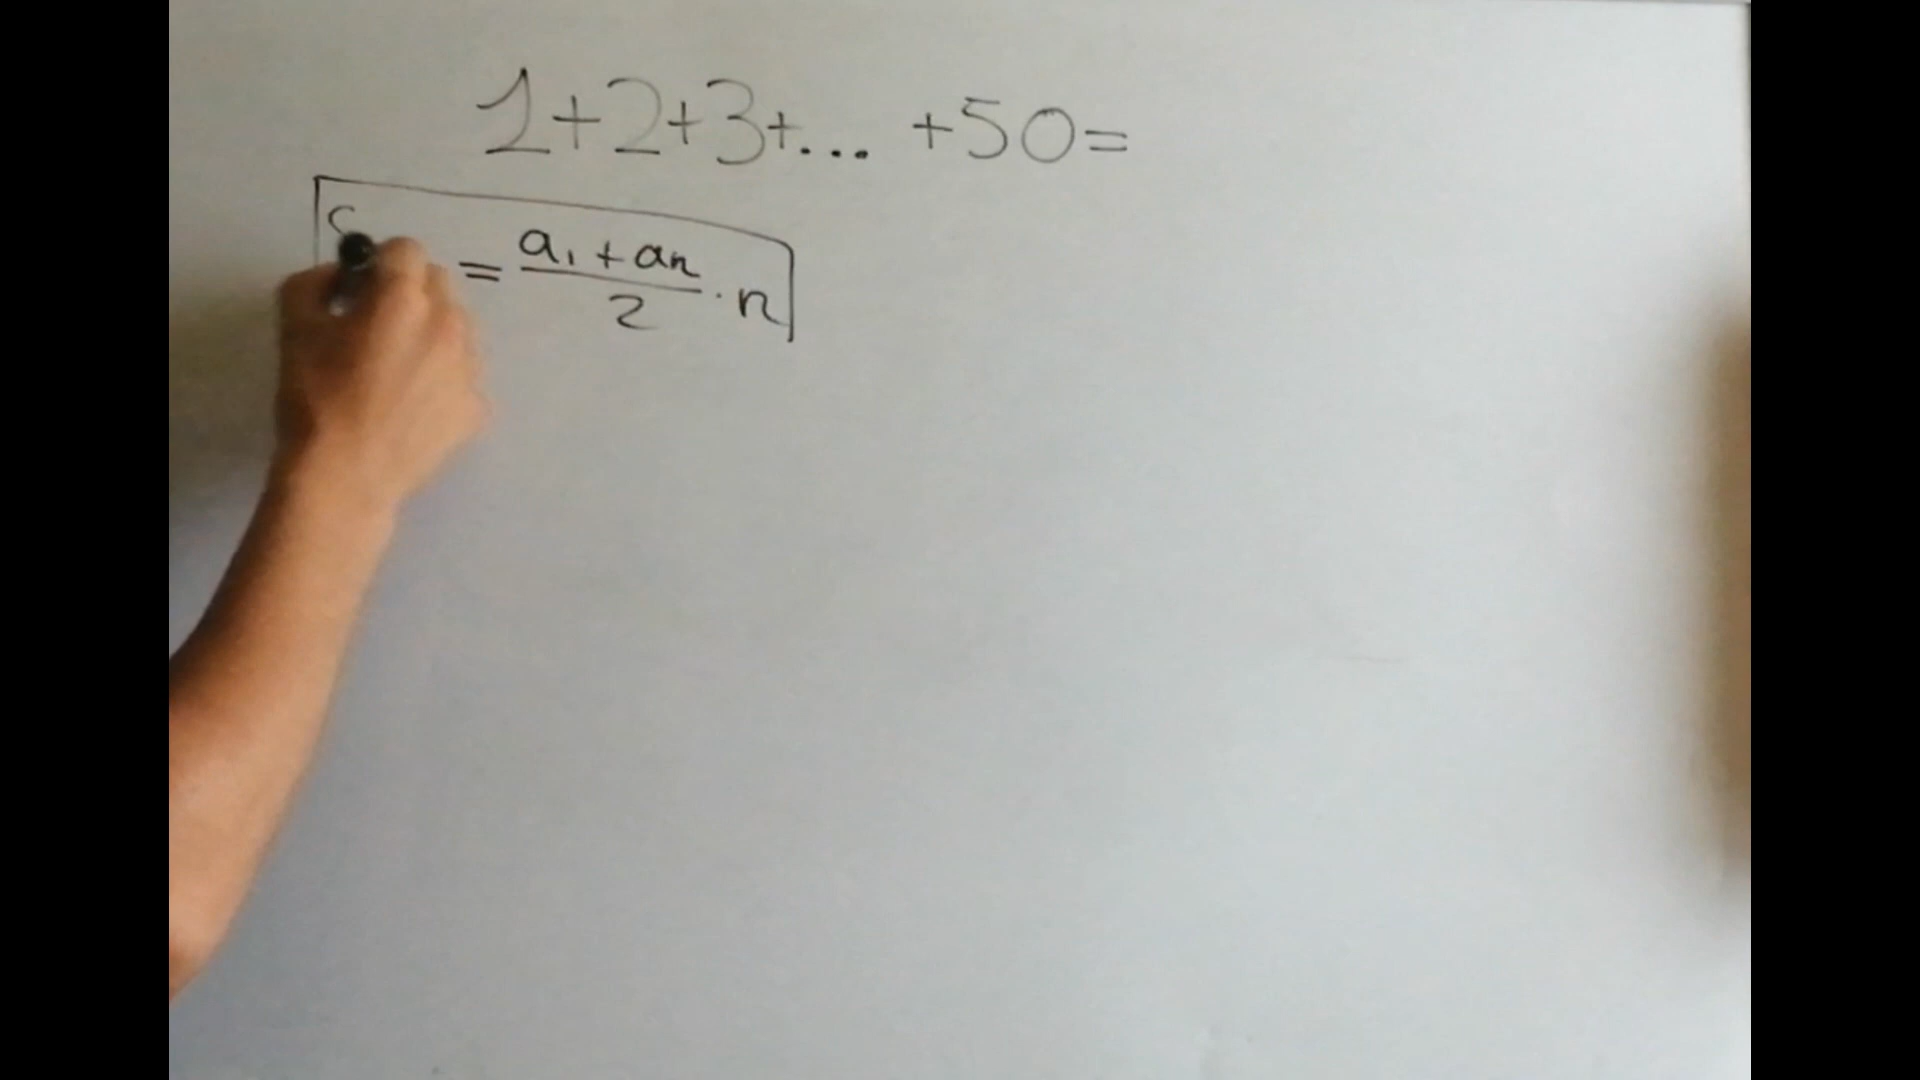 1+2+3+... +50=
= a₁+aₙ/2 · n